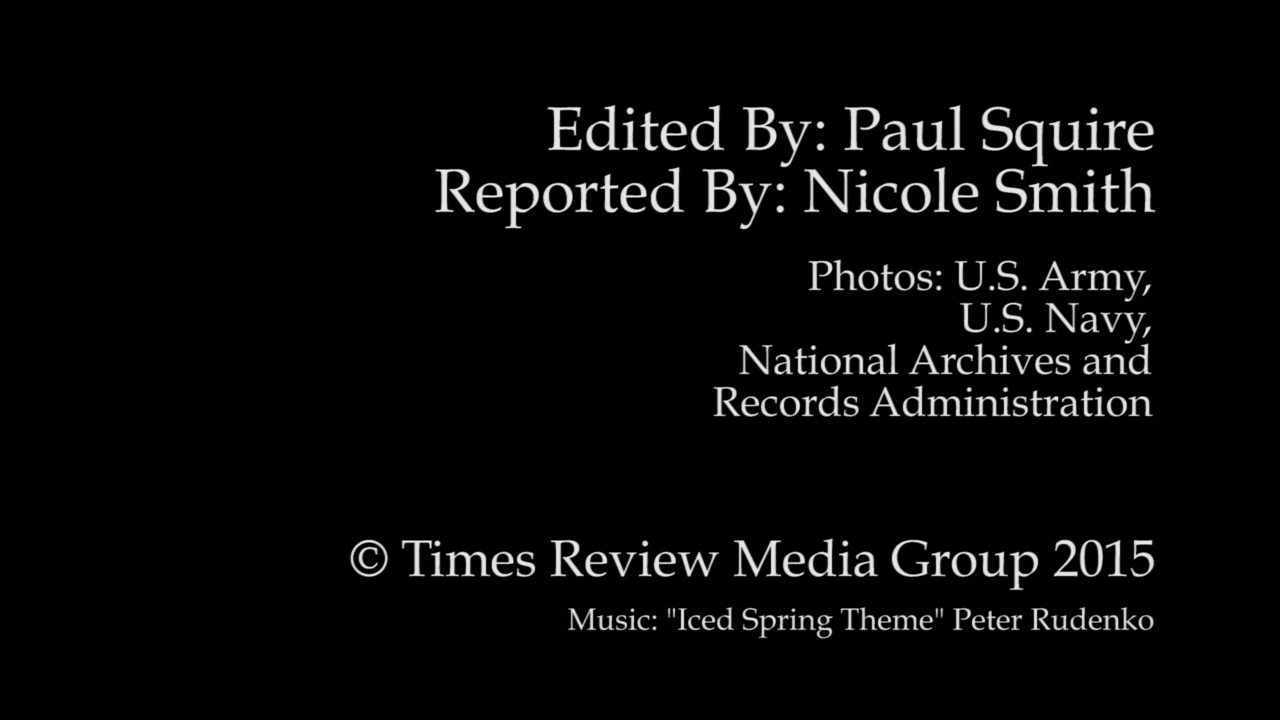 Edited By: Paul Squire
Reported By: Nicole Smith
Photos: U.S. Army,
U.S. Navy,
National Archives and
Records Administration
© Times Review Media Group 2015
Music: "Iced Spring Theme" Peter Rudenko